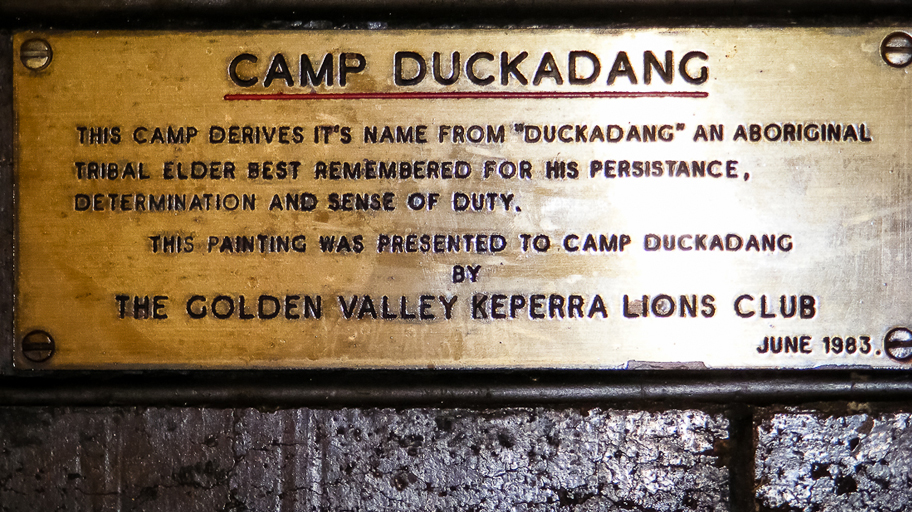 CAMP DUCKADANG
THIS CAMP DERIVES IT'S NAME FROM "DUCKADANG" AN ABORIGINAL
TRIBAL ELDER BEST REMEMBERED FOR HIS PERSISTANCE,
DETERMINATION AND SENSE OF DUTY.
THIS PAINTING WAS PRESENTED TO CAMP DUCKADANG
BY
THE GOLDEN VALLEY KEPERRA LIONS CLUB
JUNE 1983.